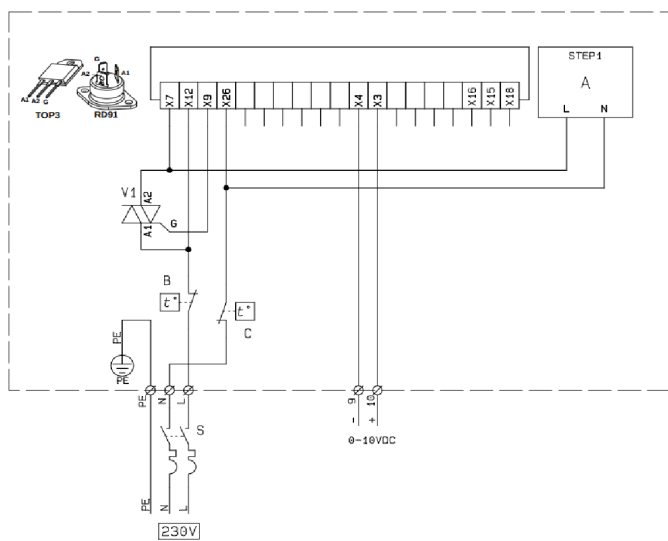 STEP1
A
L N
G
A2
A1
A1 A2 G
TOP3
RD91
X7 X12 X9 X26 X4 X3 X16 X15 X18
V1
A2
A1
G
B
t°
t°
C
PE
PE
PE N L
9 10
- +
0-10VDC
S
PE N L
230V